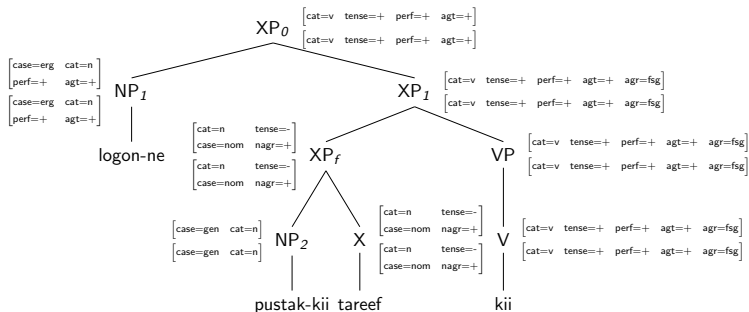 XP0 [cat=v tense=+ perf=+ agt=+]
[cat=v tense=+ perf=+ agt=+]
[case=erg cat=n
perf=+ agt=+]
NP1
[case=erg cat=n
perf=+ agt=+]
XP1 [cat=v tense=+ perf=+ agt=+ agr=fsg]
[cat=v tense=+ perf=+ agt=+ agr=fsg]
logon-ne
[cat=n tense=-
case=nom nagr=+]
XPf
[cat=n tense=-
case=nom nagr=+]
VP [cat=v tense=+ perf=+ agt=+ agr=fsg]
[cat=v tense=+ perf=+ agt=+ agr=fsg]
[case=gen cat=n]
NP2
[case=gen cat=n]
X
[cat=n tense=-
case=nom nagr=+]
[cat=n tense=-
case=nom nagr=+]
V [cat=v tense=+ perf=+ agt=+ agr=fsg]
[cat=v tense=+ perf=+ agt=+ agr=fsg]
pustak-kii tareef kii